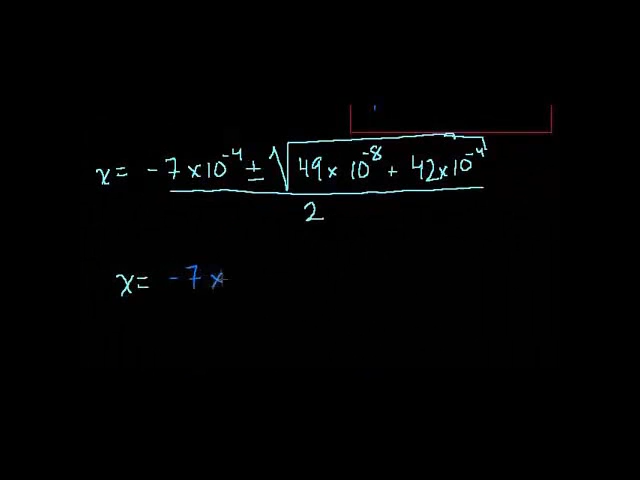 x = -7 x 10^-4 ± √(49 x 10^-8 + 42 x 10^-4)
2
x = -7 x